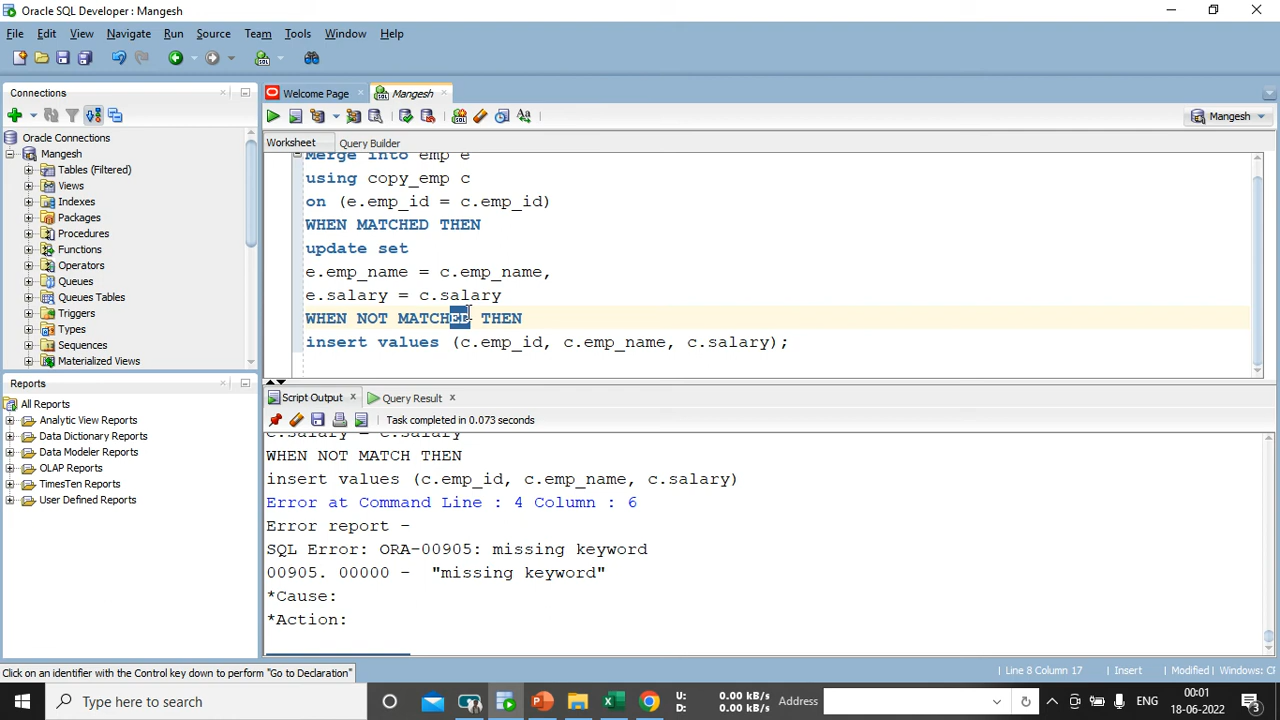 Oracle SQL Developer : Mangesh
File Edit View Navigate Run Source Team Tools Window Help
Connections
Welcome Page
Mangesh
Mangesh
Oracle Connections
Mangesh
Tables (Filtered)
Views
Indexes
Packages
Procedures
Functions
Operators
Queues
Queues Tables
Triggers
Types
Sequences
Materialized Views
Worksheet Query Builder
Merge into emp e
using copy_emp c
on (e.emp_id = c.emp_id)
WHEN MATCHED THEN
update set
e.emp_name = c.emp_name,
e.salary = c.salary
WHEN NOT MATCHED THEN
insert values (c.emp_id, c.emp_name, c.salary);
Reports
All Reports
Analytic View Reports
Data Dictionary Reports
Data Modeler Reports
OLAP Reports
TimesTen Reports
User Defined Reports
Script Output Query Result
Task completed in 0.073 seconds
e.salary = c.salary
WHEN NOT MATCH THEN
insert values (c.emp_id, c.emp_name, c.salary)
Error at Command Line : 4 Column : 6
Error report -
SQL Error: ORA-00905: missing keyword
00905. 00000 - "missing keyword"
*Cause:
*Action:
Click on an identifier with the Control key down to perform "Go to Declaration"
Line 8 Column 17 Insert Modified Windows: C
Type here to search
U: 0.00 kB/s
D: 0.00 kB/s
Address
ENG
00:01
18-06-2022
3